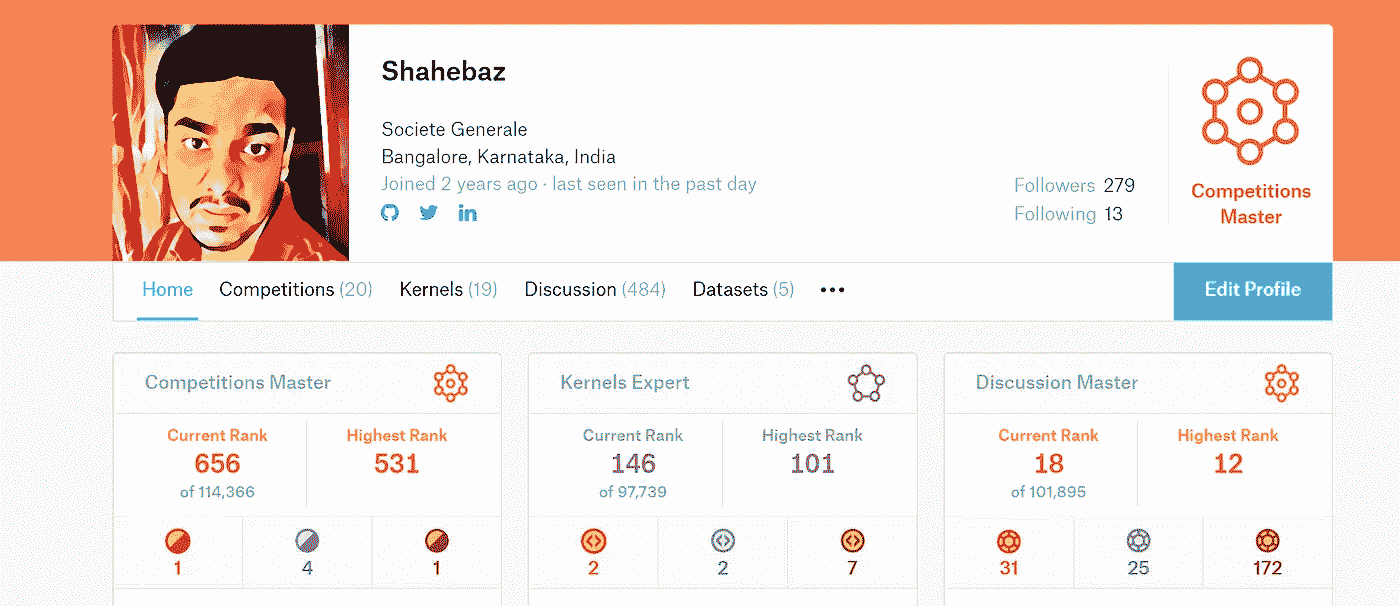 Shahebaz
Societe Generale
Bangalore, Karnataka, India
Joined 2 years ago · last seen in the past day
Followers 279
Following 13
Competitions
Master
Home Competitions (20) Kernels (19) Discussion (484) Datasets (5) •••
Edit Profile
Competitions Master
Current Rank Highest Rank
656 531
of 114,366
1 4 1
Kernels Expert
Current Rank Highest Rank
146 101
of 97,739
2 2 7
Discussion Master
Current Rank Highest Rank
18 12
of 101,895
31 25 172